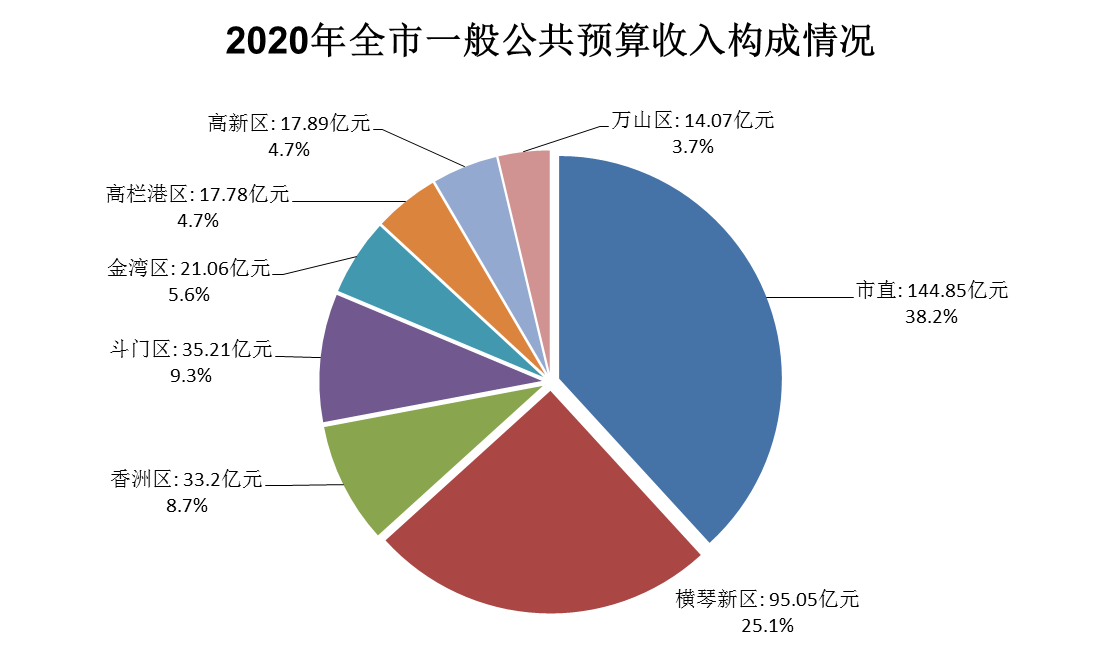 2020年全市一般公共预算收入构成情况
万山区: 14.07亿元
3.7%
高新区: 17.89亿元
4.7%
高栏港区: 17.78亿元
4.7%
金湾区: 21.06亿元
5.6%
市直: 144.85亿元
38.2%
斗门区: 35.21亿元
9.3%
香洲区: 33.2亿元
8.7%
横琴新区: 95.05亿元
25.1%